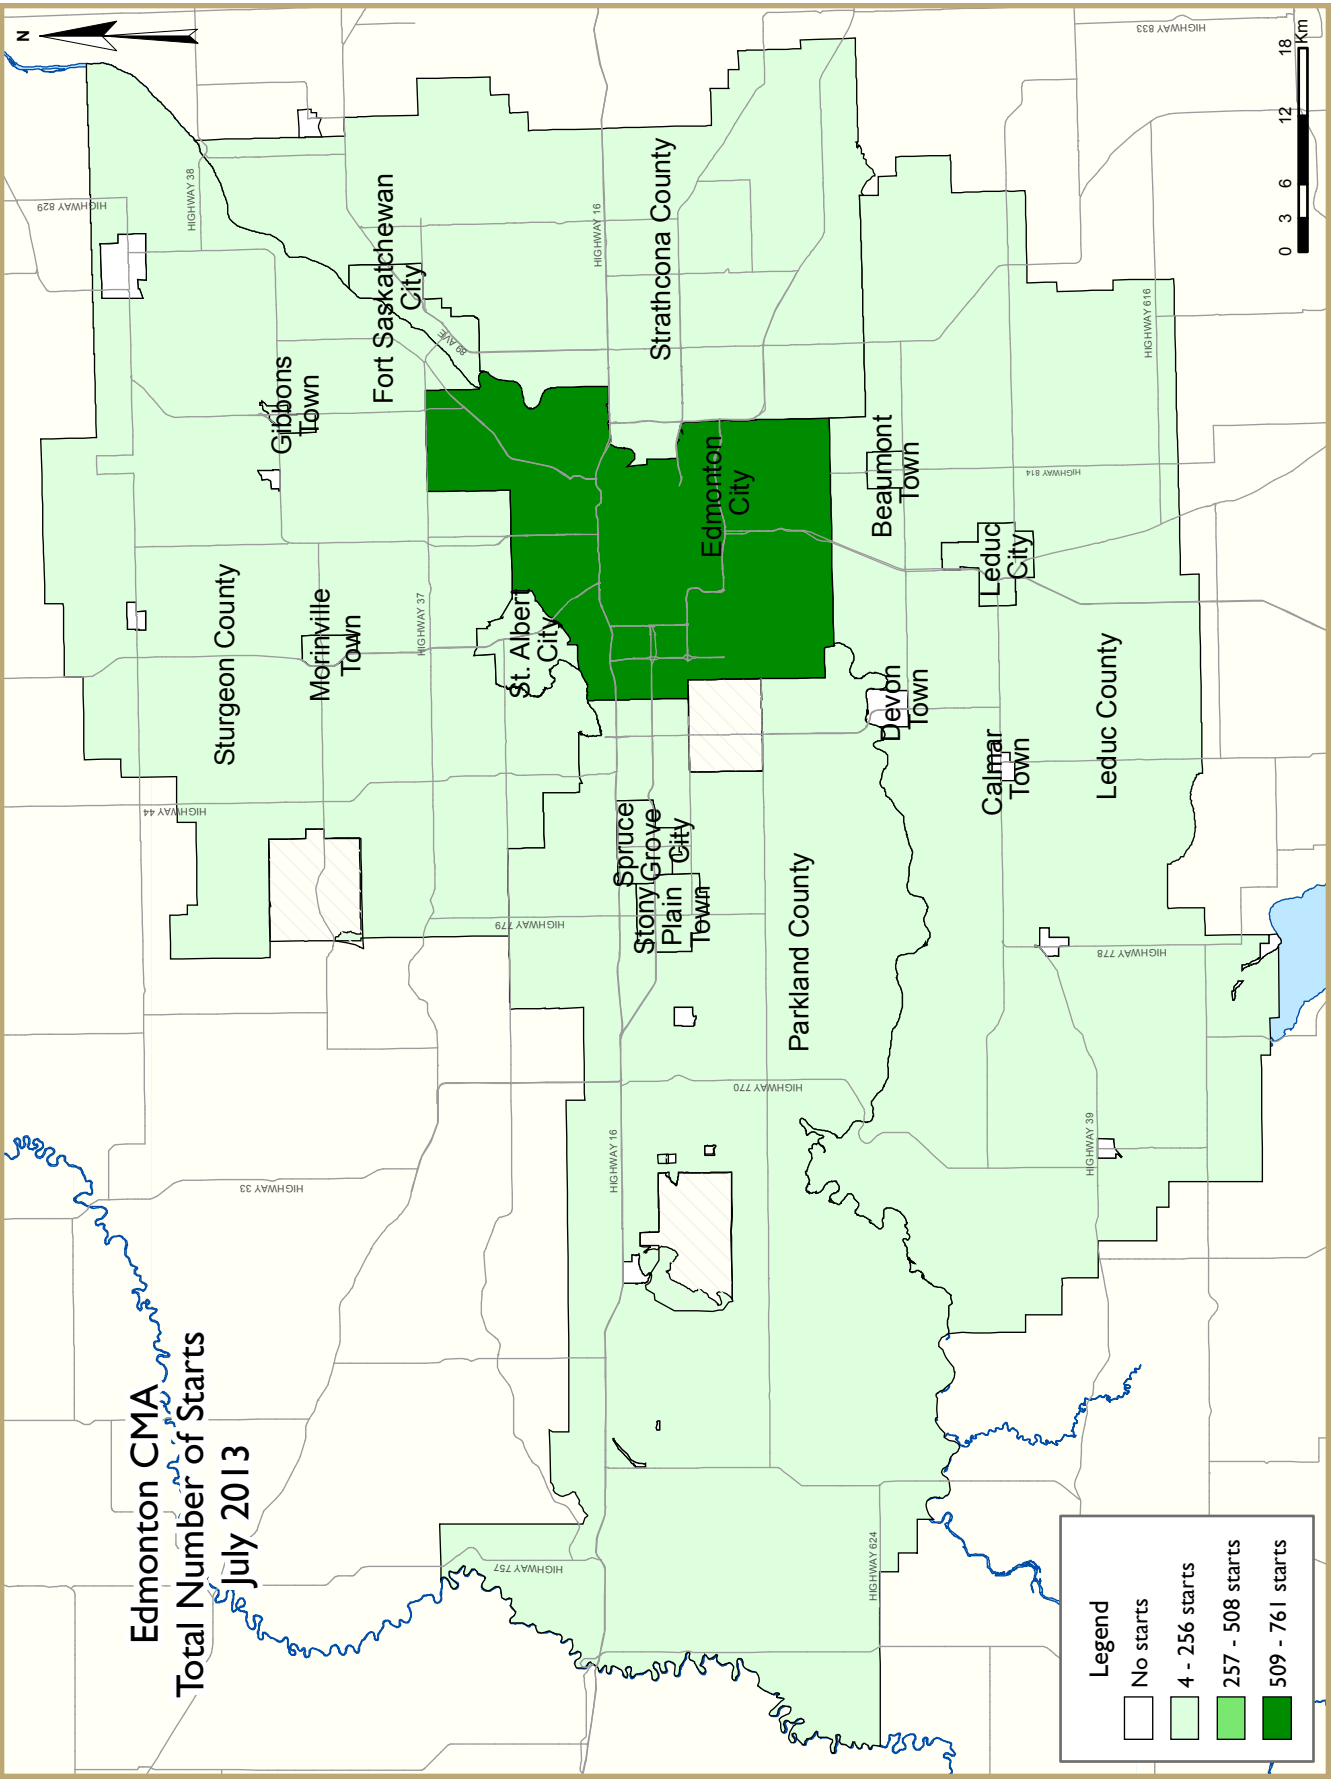 Edmonton CMA
Total Number of Starts
July 2013
N
HIGHWAY 829
HIGHWAY 38
HIGHWAY 833
HIGHWAY 16
Gibbons
Town
Fort Saskatchewan
City
89 AVE
Strathcona County
Sturgeon County
Morinville
Town
HIGHWAY 37
St. Albert
City
Edmonton
City
Beaumont
Town
HIGHWAY 814
HIGHWAY 616
Leduc
City
HIGHWAY 44
HIGHWAY 779
Spruce
Grove
City
Stony
Plain
Town
Parkland County
Devon
Town
Calmar
Town
Leduc County
HIGHWAY 778
HIGHWAY 770
HIGHWAY 33
HIGHWAY 16
HIGHWAY 39
HIGHWAY 757
HIGHWAY 624
Legend
No starts
4 - 256 starts
257 - 508 starts
509 - 761 starts
0 3 6 12 18
Km